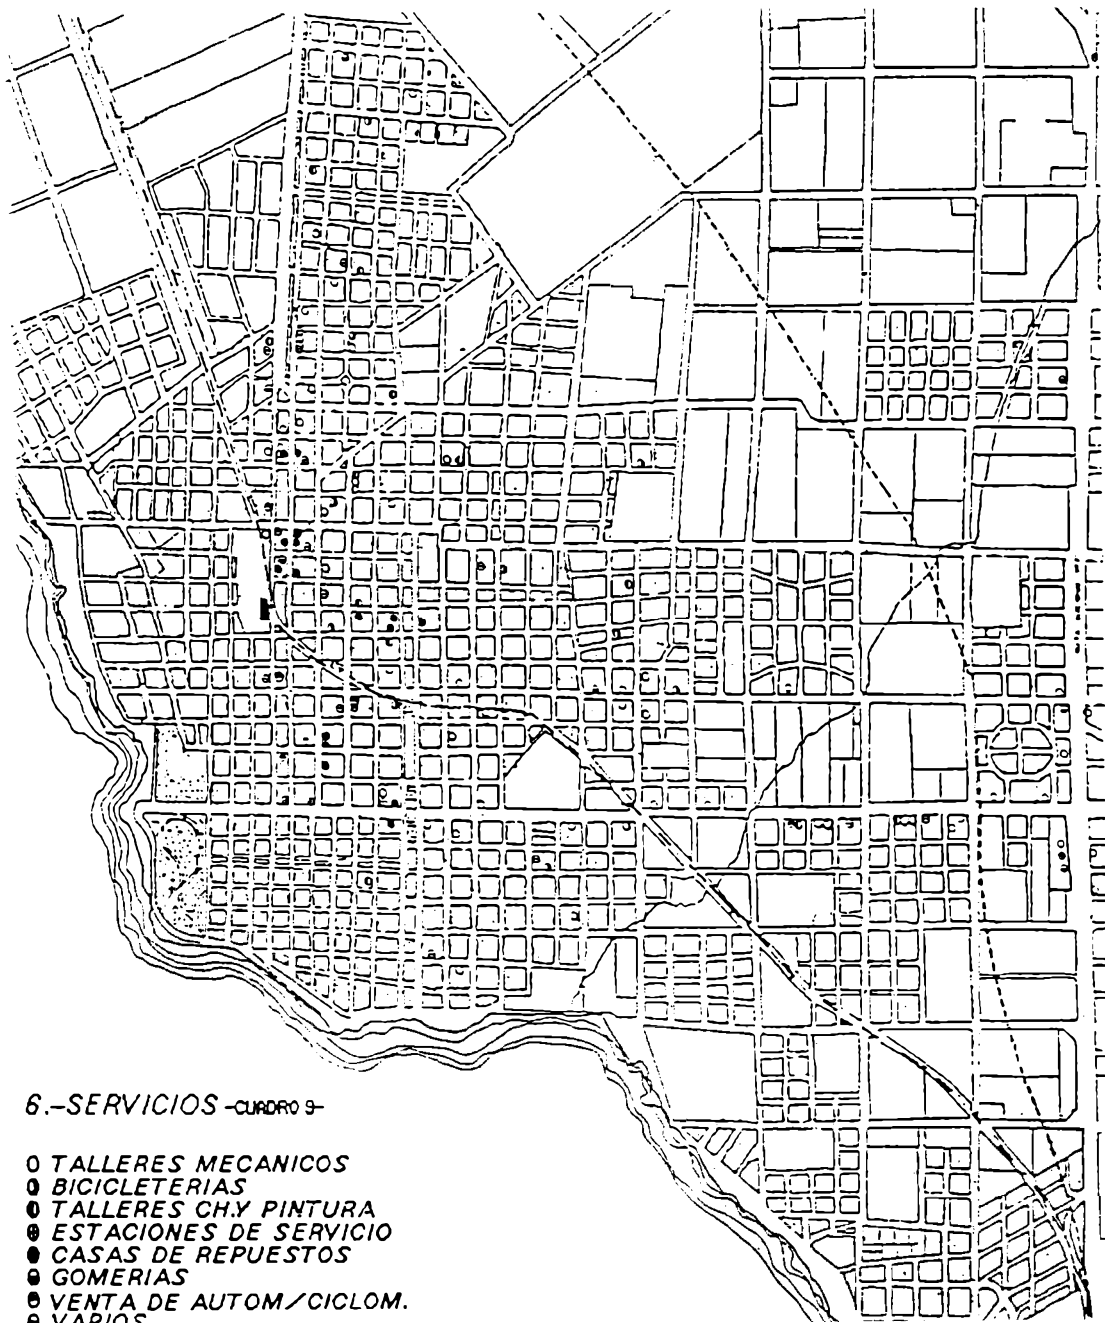 6.-SERVICIOS -CUADRO 9-
TALLERES MECANICOS
BICICLETERIAS
TALLERES CH.Y PINTURA
ESTACIONES DE SERVICIO
CASAS DE REPUESTOS
GOMERIAS
VENTA DE AUTOM/CICLOM.
VARIOS